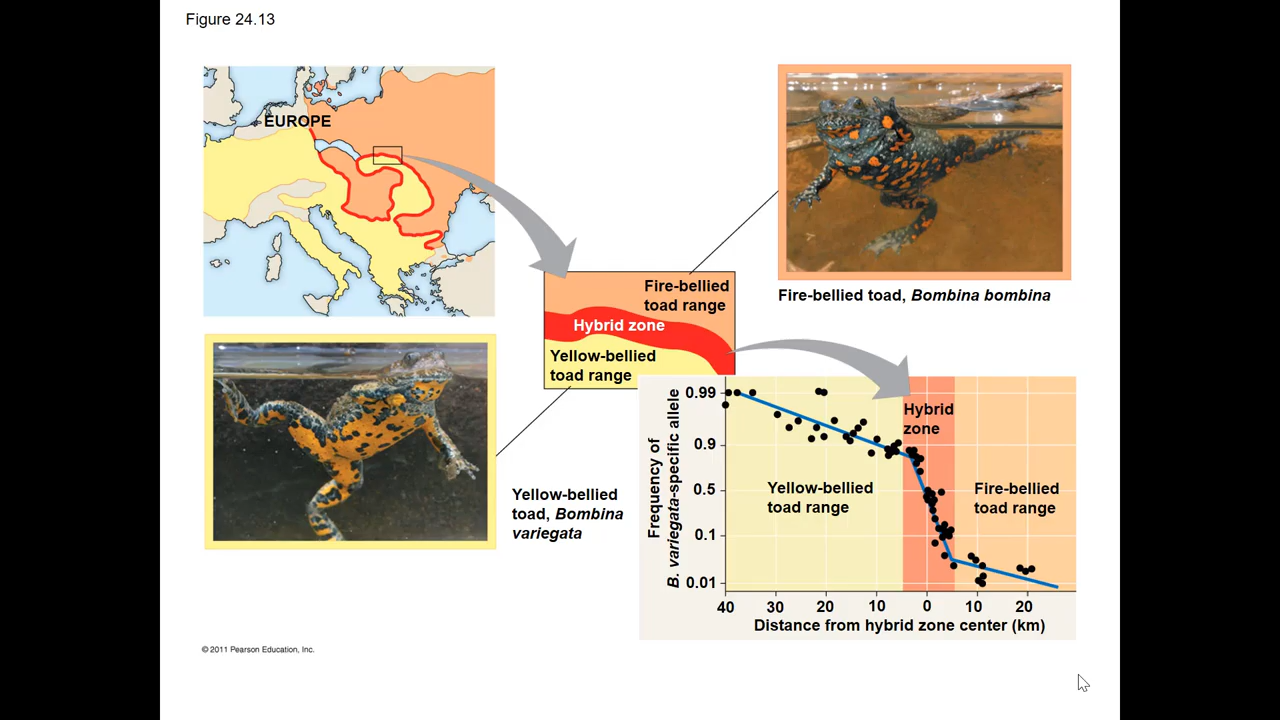 Figure 24.13
EUROPE
Fire-bellied
toad range
Hybrid zone
Yellow-bellied
toad range
Fire-bellied toad, Bombina bombina
Yellow-bellied
toad, Bombina
variegata
Frequency of
B. variegata-specific allele
0.99
0.9
0.5
0.1
0.01
Hybrid
zone
Yellow-bellied
toad range
Fire-bellied
toad range
40 30 20 10 0 10 20
Distance from hybrid zone center (km)
© 2011 Pearson Education, Inc.